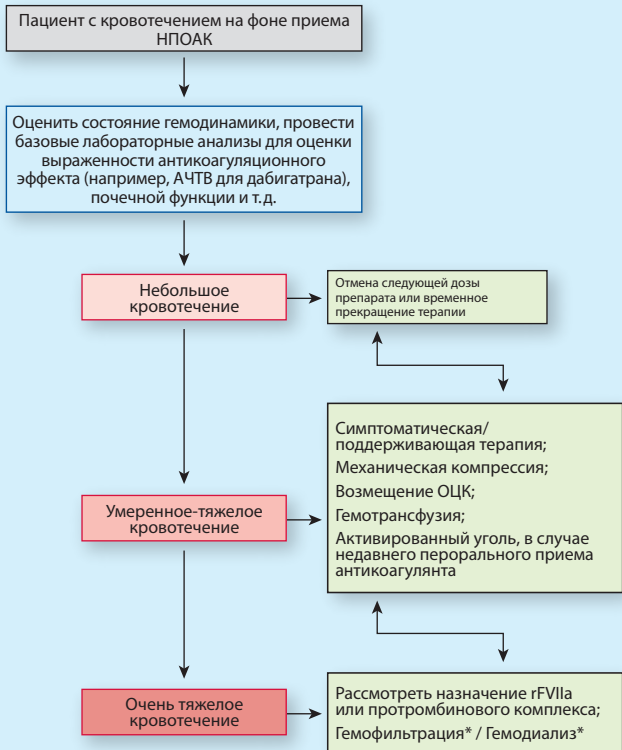 Пациент с кровотечением на фоне приема
НПОАК
Оценить состояние гемодинамики, провести
базовые лабораторные анализы для оценки
выраженности антикоагуляционного
эффекта (например, АЧТВ для дабигатрана),
почечной функции и т.д.
Небольшое
кровотечение
Отмена следующей дозы
препарата или временное
прекращение терапии
Умеренное-тяжелое
кровотечение
Симптоматическая/
поддерживающая терапия;
Механическая компрессия;
Возмещение ОЦК;
Гемотрансфузия;
Активированный уголь, в случае
недавнего перорального приема
антикоагулянта
Очень тяжелое
кровотечение
Рассмотреть назначение rFVIIa
или протромбинового комплекса;
Гемофильтрация* / Гемодиализ*